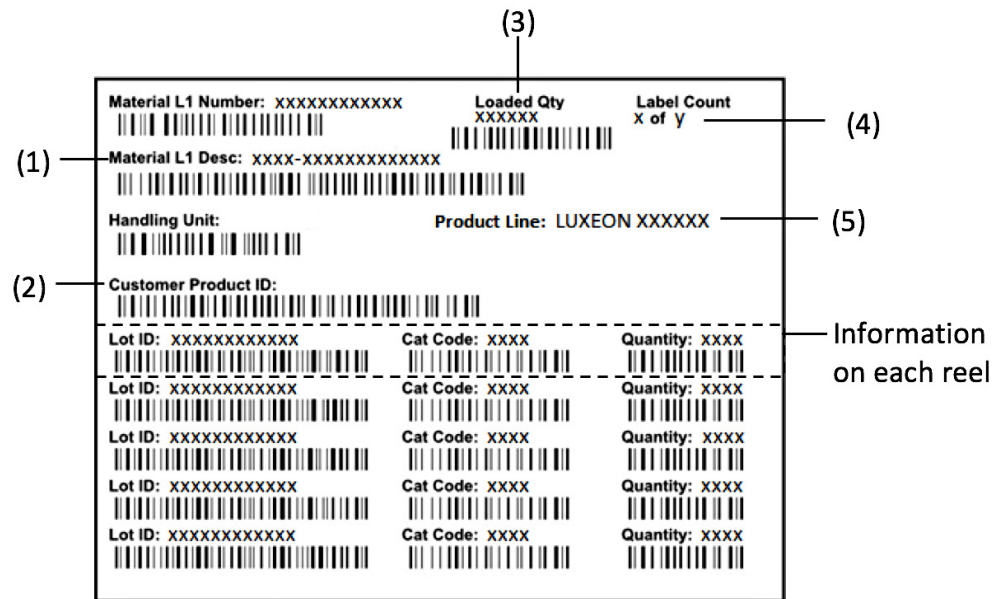 (3)
Material L1 Number: XXXXXXXXXXXX Loaded Qty Label Count
XXXXXX x of y
(4)
(1) Material L1 Desc: XXXX-XXXXXXXXXXXXX
Handling Unit: Product Line: LUXEON XXXXXX (5)
(2) Customer Product ID:
Lot ID: XXXXXXXXXXXX Cat Code: XXXX Quantity: XXXX Information
on each reel
Lot ID: XXXXXXXXXXXX Cat Code: XXXX Quantity: XXXX
Lot ID: XXXXXXXXXXXX Cat Code: XXXX Quantity: XXXX
Lot ID: XXXXXXXXXXXX Cat Code: XXXX Quantity: XXXX
Lot ID: XXXXXXXXXXXX Cat Code: XXXX Quantity: XXXX